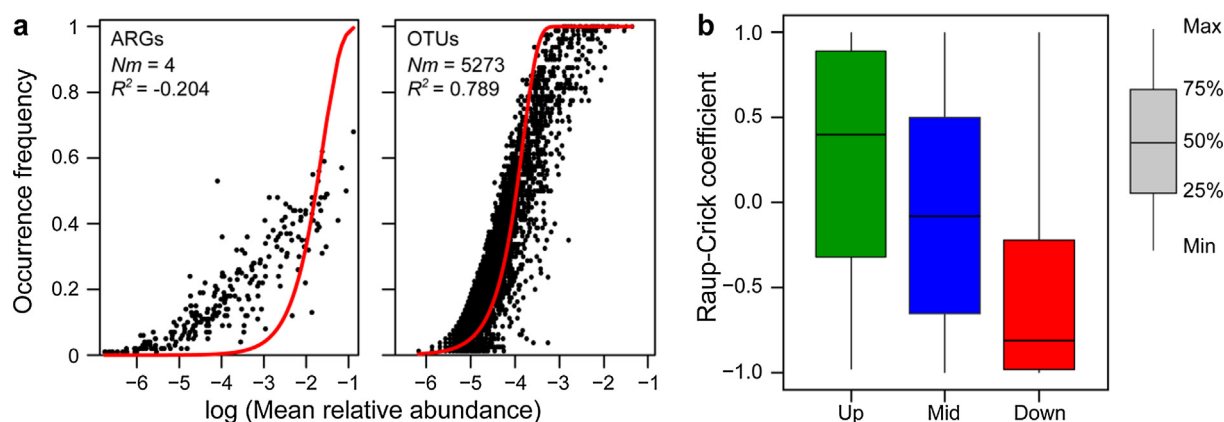 a
ARGs
Nm = 4
R² = -0.204
OTUs
Nm = 5273
R² = 0.789
Occurrence frequency
1
0.8
0.6
0.4
0.2
0
−6 −5 −4 −3 −2 −1
−6 −5 −4 −3 −2 −1
log (Mean relative abundance)
b
Raup-Crick coefficient
1.0
0.5
0.0
−0.5
−1.0
Up Mid Down
Max
75%
50%
25%
Min